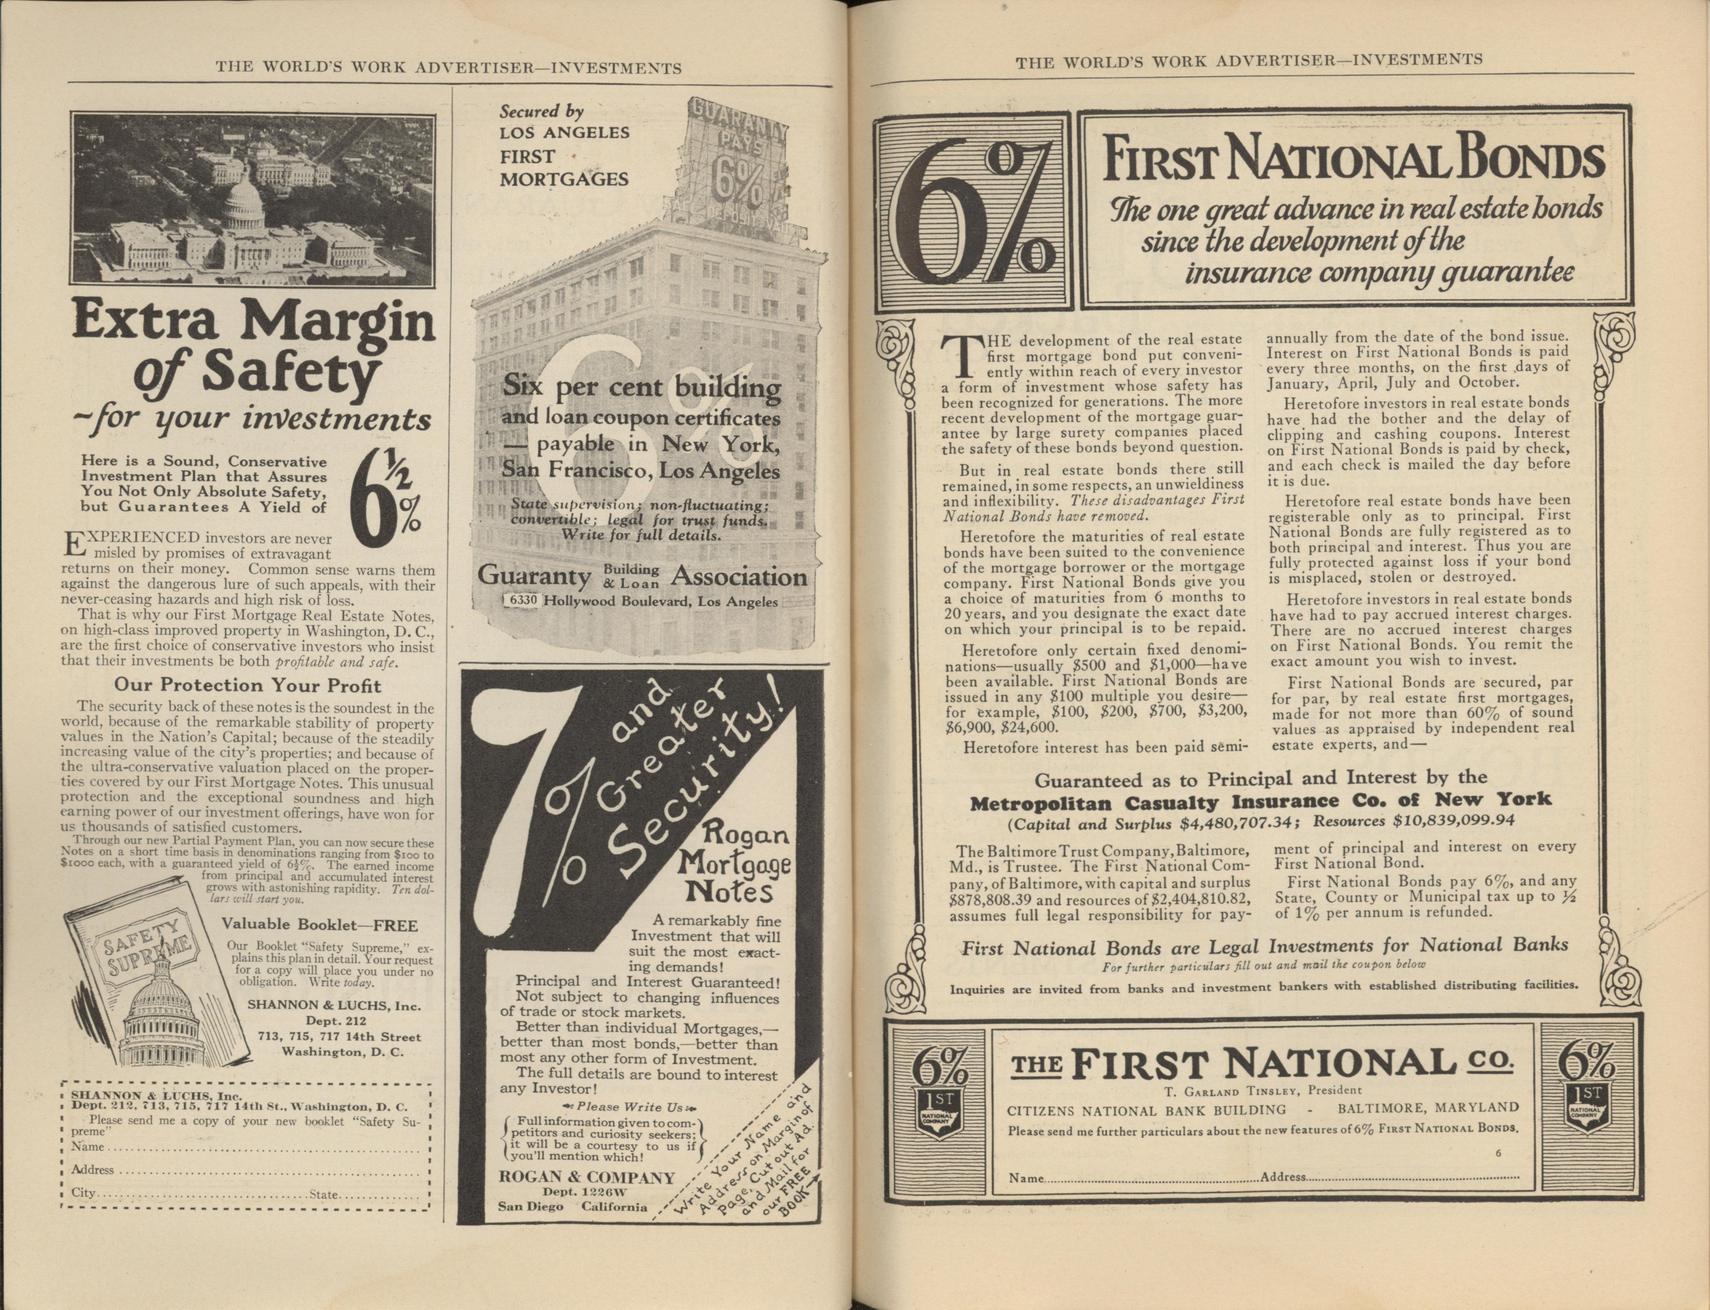 THE WORLD'S WORK ADVERTISER—INVESTMENTS
Extra Margin
of Safety
~for your investments
Here is a Sound, Conservative
Investment Plan that Assures
You Not Only Absolute Safety,
but Guarantees A Yield of
6½%
EXPERIENCED investors are never
misled by promises of extravagant
returns on their money. Common sense warns them
against the dangerous lure of such appeals, with their
never-ceasing hazards and high risk of loss.
That is why our First Mortgage Real Estate Notes,
on high-class improved property in Washington, D. C.,
are the first choice of conservative investors who insist
that their investments be both profitable and safe.
Our Protection Your Profit
The security back of these notes is the soundest in the
world, because of the remarkable stability of property
values in the Nation's Capital; because of the steadily
increasing value of the city's properties; and because of
the ultra-conservative valuation placed on the proper-
ties covered by our First Mortgage Notes. This unusual
protection and the exceptional soundness and high
earning power of our investment offerings, have won for
us thousands of satisfied customers.
Through our new Partial Payment Plan, you can now secure these
Notes on a short time basis in denominations ranging from $100 to
$1000 each, with a guaranteed yield of 6½%. The earned income
from principal and accumulated interest
grows with astonishing rapidity. Ten dol-
lars will start you.
SAFETY
SUPREME
Valuable Booklet—FREE
Our Booklet "Safety Supreme," ex-
plains this plan in detail. Your request
for a copy will place you under no
obligation. Write today.
SHANNON & LUCHS, Inc.
Dept. 212
713, 715, 717 14th Street
Washington, D. C.
SHANNON & LUCHS, Inc.
Dept. 212, 713, 715, 717 14th St., Washington, D. C.
Please send me a copy of your new booklet "Safety Su-
preme"
Name
Address
City State
Secured by
LOS ANGELES
FIRST
MORTGAGES
GUARANTY
PAYS
6%
6%
Six per cent building
and loan coupon certificates
— payable in New York,
San Francisco, Los Angeles
State supervision; non-fluctuating;
convertible; legal for trust funds.
Write for full details.
Guaranty Building & Loan Association
6330 Hollywood Boulevard, Los Angeles
7% and
Greater
Security!
Rogan
Mortgage
Notes
A remarkably fine
Investment that will
suit the most exact-
ing demands!
Principal and Interest Guaranteed!
Not subject to changing influences
of trade or stock markets.
Better than individual Mortgages,—
better than most bonds,—better than
most any other form of Investment.
The full details are bound to interest
any Investor!
Please Write Us
Full information given to com-
petitors and curiosity seekers;
it will be a courtesy to us if
you'll mention which!
ROGAN & COMPANY
Dept. 1226W
San Diego California
Write Your Name and
Address on Margin of
Page, Cut out Ad.
and Mail for
our FREE
BOOK
THE WORLD'S WORK ADVERTISER—INVESTMENTS
6%
FIRST NATIONAL BONDS
The one great advance in real estate bonds
since the development of the
insurance company guarantee
THE development of the real estate
first mortgage bond put conveni-
ently within reach of every investor
a form of investment whose safety has
been recognized for generations. The more
recent development of the mortgage guar-
antee by large surety companies placed
the safety of these bonds beyond question.
But in real estate bonds there still
remained, in some respects, an unwieldiness
and inflexibility. These disadvantages First
National Bonds have removed.
Heretofore the maturities of real estate
bonds have been suited to the convenience
of the mortgage borrower or the mortgage
company. First National Bonds give you
a choice of maturities from 6 months to
20 years, and you designate the exact date
on which your principal is to be repaid.
Heretofore only certain fixed denomi-
nations—usually $500 and $1,000—have
been available. First National Bonds are
issued in any $100 multiple you desire—
for example, $100, $200, $700, $3,200,
$6,900, $24,600.
Heretofore interest has been paid semi-
annually from the date of the bond issue.
Interest on First National Bonds is paid
every three months, on the first days of
January, April, July and October.
Heretofore investors in real estate bonds
have had the bother and the delay of
clipping and cashing coupons. Interest
on First National Bonds is paid by check,
and each check is mailed the day before
it is due.
Heretofore real estate bonds have been
registerable only as to principal. First
National Bonds are fully registered as to
both principal and interest. Thus you are
fully protected against loss if your bond
is misplaced, stolen or destroyed.
Heretofore investors in real estate bonds
have had to pay accrued interest charges.
There are no accrued interest charges
on First National Bonds. You remit the
exact amount you wish to invest.
First National Bonds are secured, par
for par, by real estate first mortgages,
made for not more than 60% of sound
values as appraised by independent real
estate experts, and—
Guaranteed as to Principal and Interest by the
Metropolitan Casualty Insurance Co. of New York
(Capital and Surplus $4,480,707.34; Resources $10,839,099.94
The Baltimore Trust Company, Baltimore,
Md., is Trustee. The First National Com-
pany, of Baltimore, with capital and surplus
$878,808.39 and resources of $2,404,810.82,
assumes full legal responsibility for pay-
ment of principal and interest on every
First National Bond.
First National Bonds pay 6%, and any
State, County or Municipal tax up to ½
of 1% per annum is refunded.
First National Bonds are Legal Investments for National Banks
For further particulars fill out and mail the coupon below
Inquiries are invited from banks and investment bankers with established distributing facilities.
6%
1ST
NATIONAL
COMPANY
THE FIRST NATIONAL CO.
T. GARLAND TINSLEY, President
CITIZENS NATIONAL BANK BUILDING - BALTIMORE, MARYLAND
Please send me further particulars about the new features of 6% FIRST NATIONAL BONDS.
6
Name Address
6%
1ST
NATIONAL
COMPANY